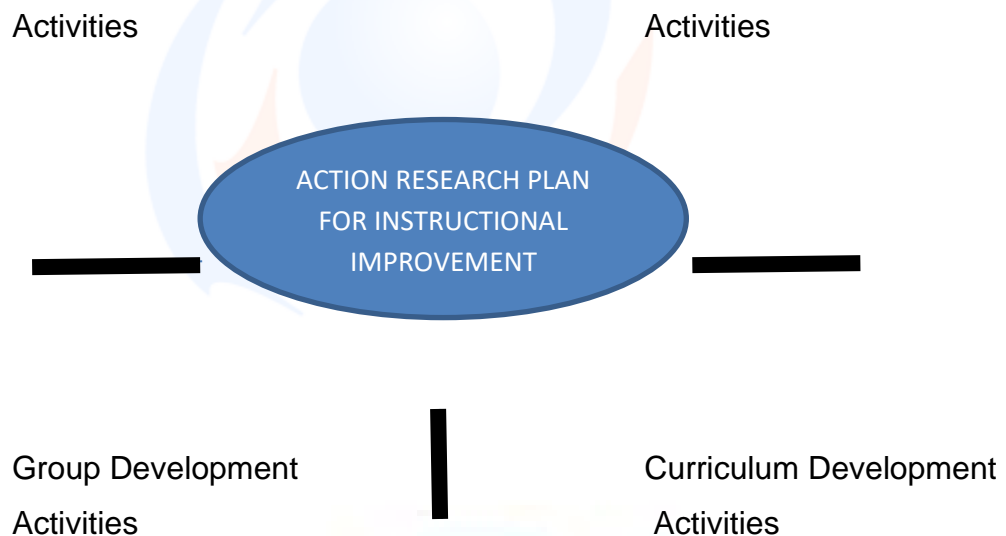 Activities Activities
ACTION RESEARCH PLAN
FOR INSTRUCTIONAL
IMPROVEMENT
Group Development Curriculum Development
Activities Activities